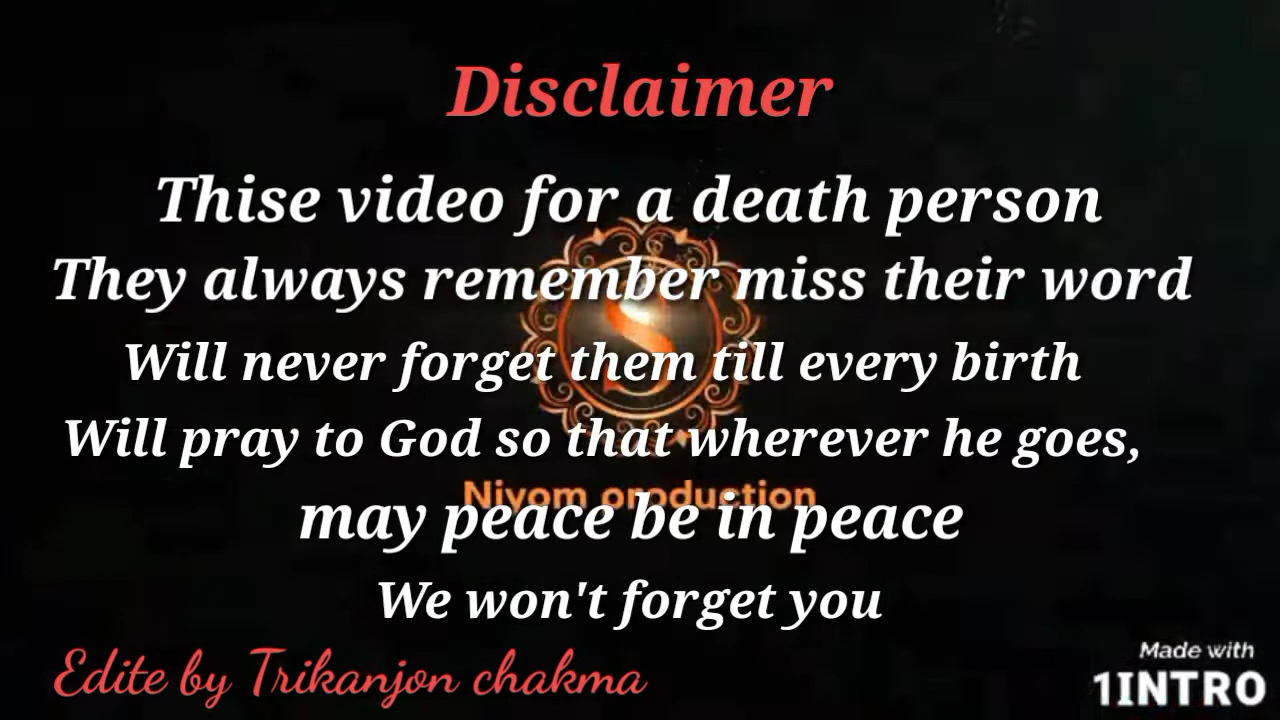 Disclaimer
Thise video for a death person
They always remember miss their word
Will never forget them till every birth
Will pray to God so that wherever he goes,
Niyom production
may peace be in peace
We won't forget you
Edite by Trikanjon chakma
Made with
1INTRO